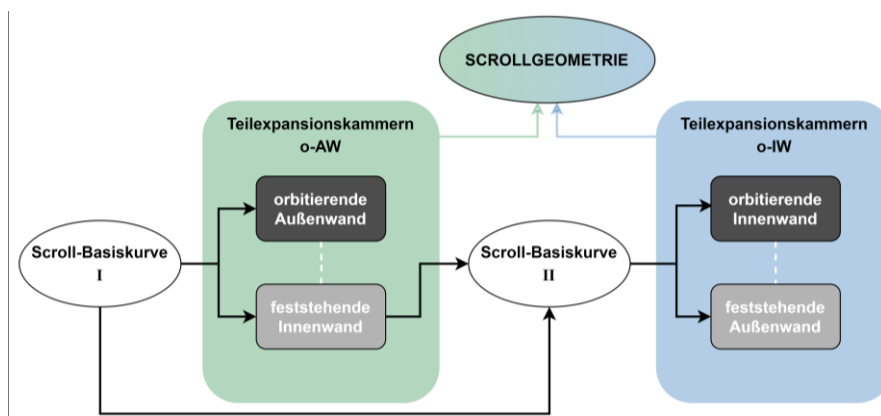 SCROLLGEOMETRIE
Teilexpansionskammern
o-AW
Teilexpansionskammern
o-IW
orbitierende
Außenwand
orbitierende
Innenwand
Scroll-Basiskurve
I
Scroll-Basiskurve
II
feststehende
Innenwand
feststehende
Außenwand